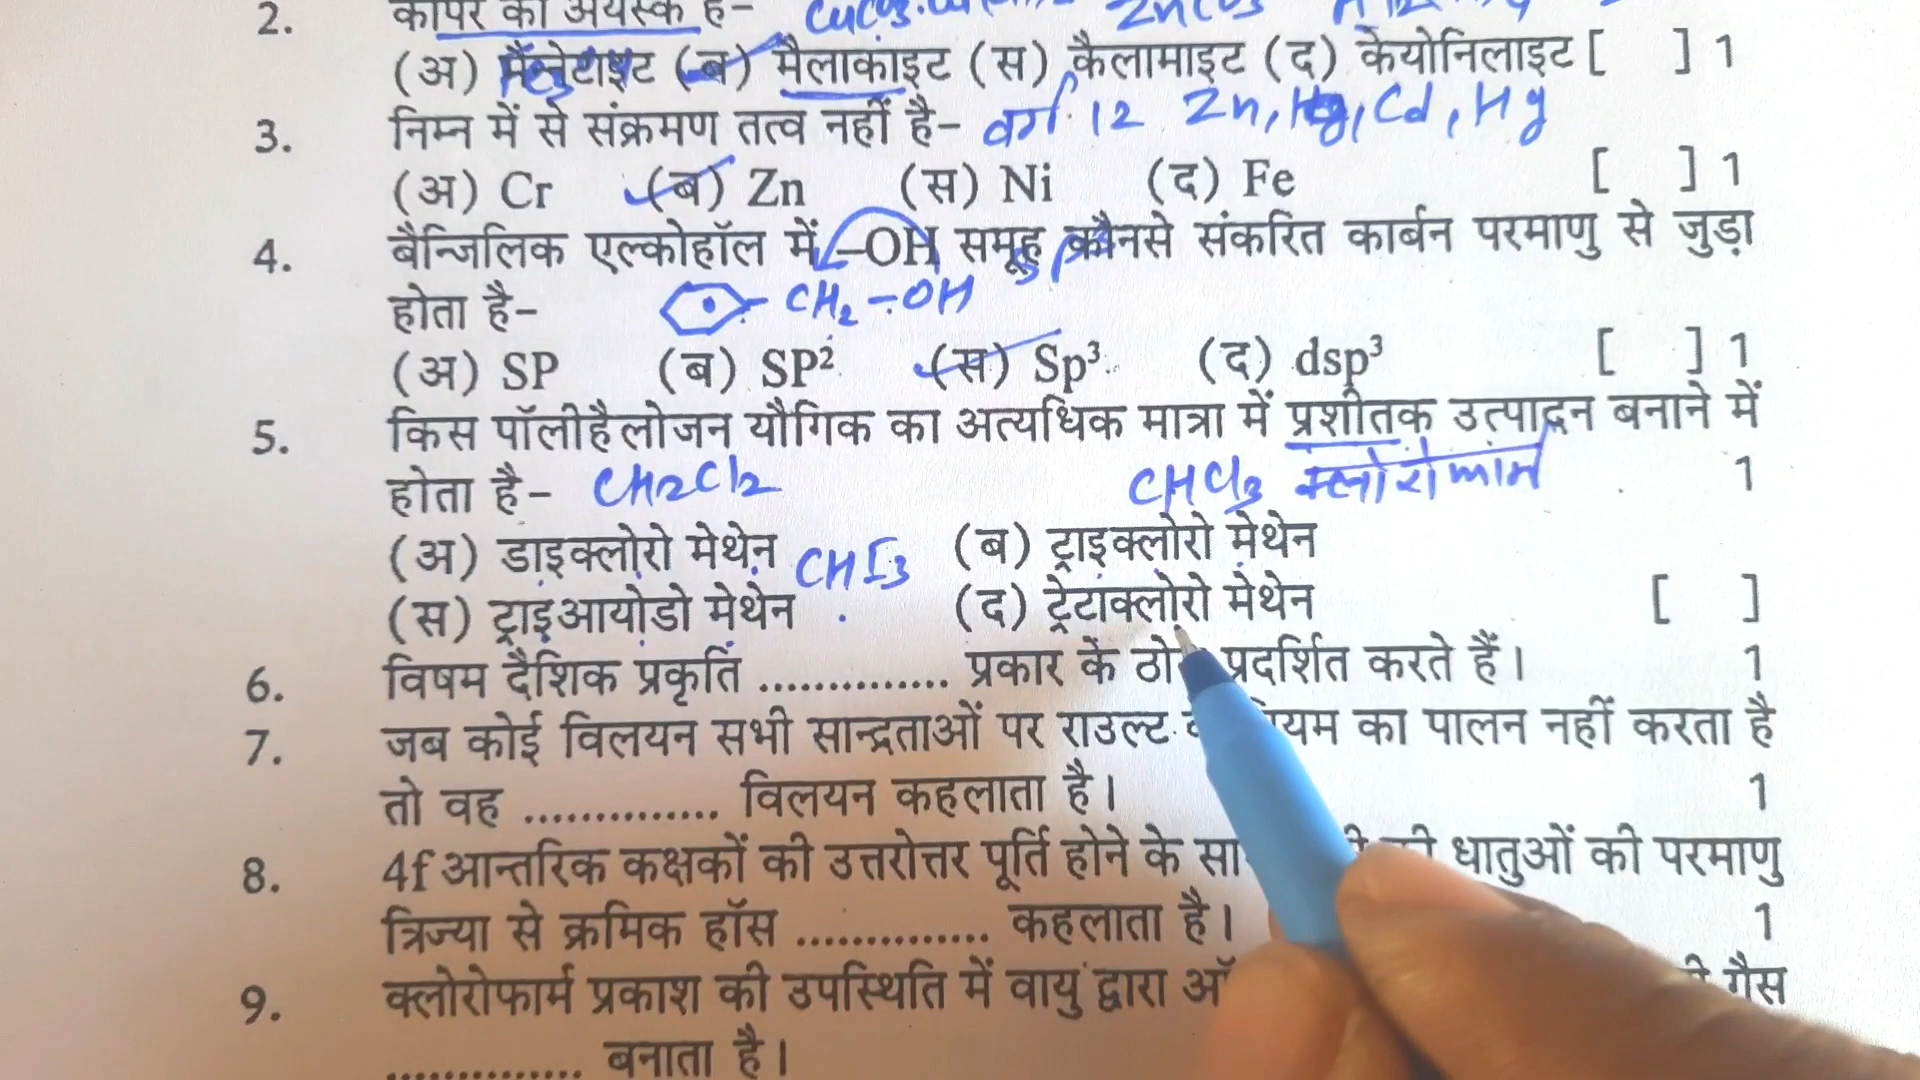 2. कापर का अयस्क है-
(अ) मैग्नेटाइट (ब) मैलाकाइट (स) कैलामाइट (द) केयोनिलाइट [ ] 1
3. निम्न में से संक्रमण तत्व नहीं है- वर्ग 12 Zn, Cd, Hg
(अ) Cr (ब) Zn (स) Ni (द) Fe [ ] 1
4. बैन्जिलिक एल्कोहॉल में –OH समूह कौनसे संकरित कार्बन परमाणु से जुड़ा
होता है- CH2-OH
(अ) SP (ब) SP² (स) Sp³ (द) dsp³ [ ] 1
5. किस पॉलीहैलोजन यौगिक का अत्यधिक मात्रा में प्रशीतक उत्पादन बनाने में
होता है- CH2Cl2 CHCl3 1
(अ) डाइक्लोरो मेथेन CHI3 (ब) ट्राइक्लोरो मेथेन
(स) ट्राइआयोडो मेथेन (द) ट्रेटाक्लोरो मेथेन [ ]
6. विषम दैशिक प्रकृति .............. प्रकार के प्रदर्शित करते हैं। 1
7. जब कोई विलयन सभी सान्द्रताओं पर राउल्ट का पालन नहीं करता है
तो वह .............. विलयन कहलाता है। 1
8. 4f आन्तरिक कक्षकों की उत्तरोत्तर पूर्ति होने के धातुओं की परमाणु
त्रिज्या से क्रमिक हॉस .............. कहलाता है। 1
9. क्लोरोफार्म प्रकाश की उपस्थिति में वायु द्वारा गैस
.............. बनाता है।